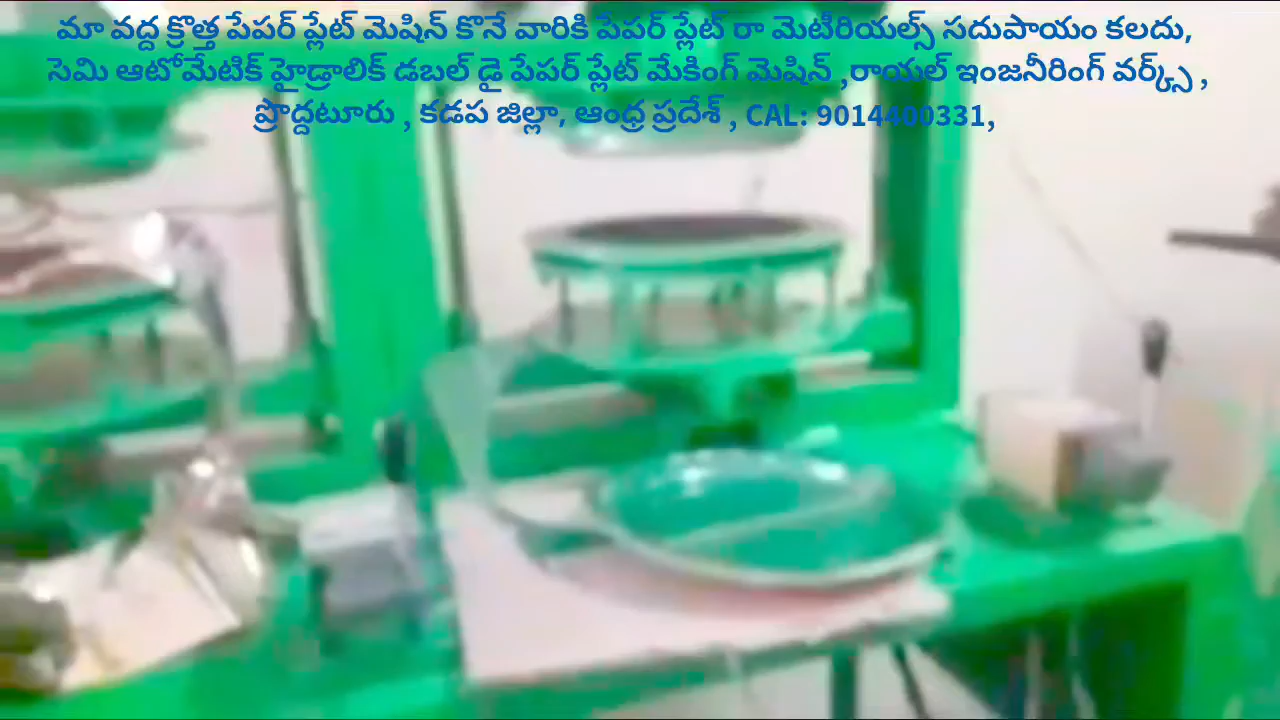 మా వద్ద క్రొత్త పేపర్ ప్లేట్ మెషిన్ కొనే వారికి పేపర్ ప్లేట్ రా మెటీరియల్స్ సదుపాయం కలదు,
సెమి ఆటోమేటిక్ హైడ్రాలిక్ డబల్ డై పేపర్ ప్లేట్ మేకింగ్ మెషిన్ ,రాయల్ ఇంజనీరింగ్ వర్క్స్ ,
ప్రొద్దటూరు , కడప జిల్లా, ఆంధ్ర ప్రదేశ్ , CAL: 9014400331,